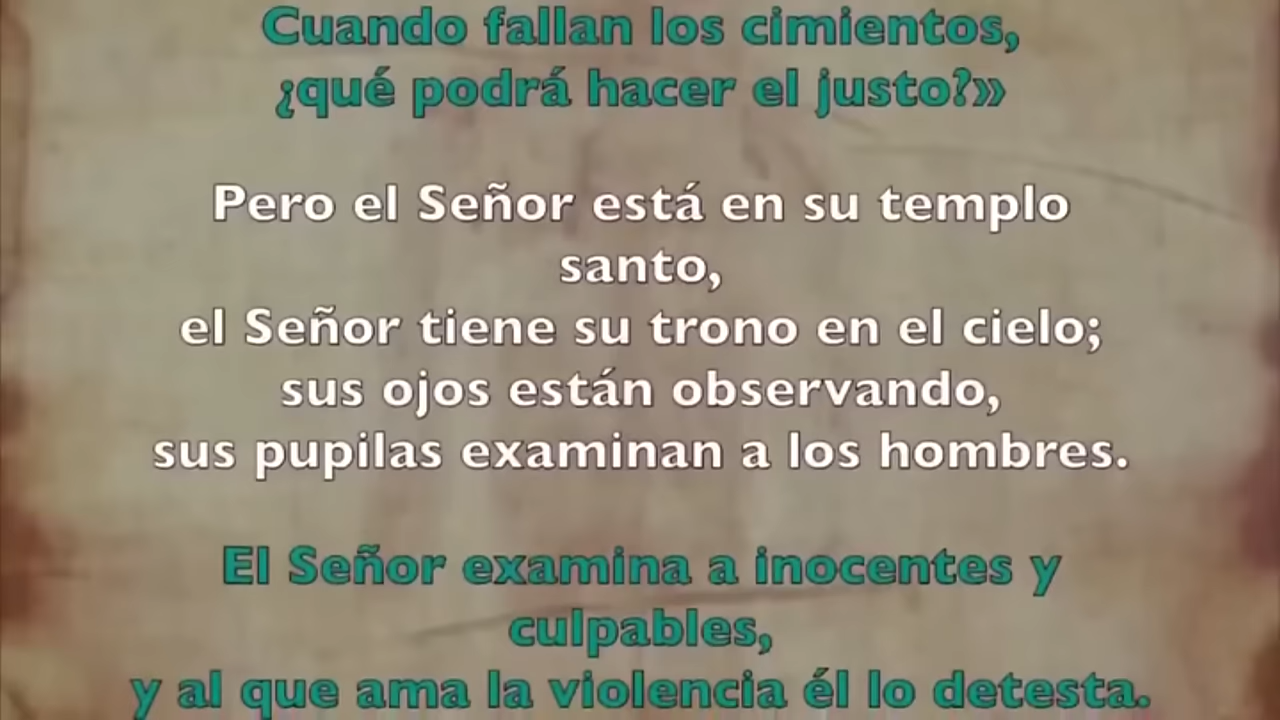 Cuando fallan los cimientos,
¿qué podrá hacer el justo?»
Pero el Señor está en su templo
santo,
el Señor tiene su trono en el cielo;
sus ojos están observando,
sus pupilas examinan a los hombres.
El Señor examina a inocentes y
culpables,
y al que ama la violencia él lo detesta.